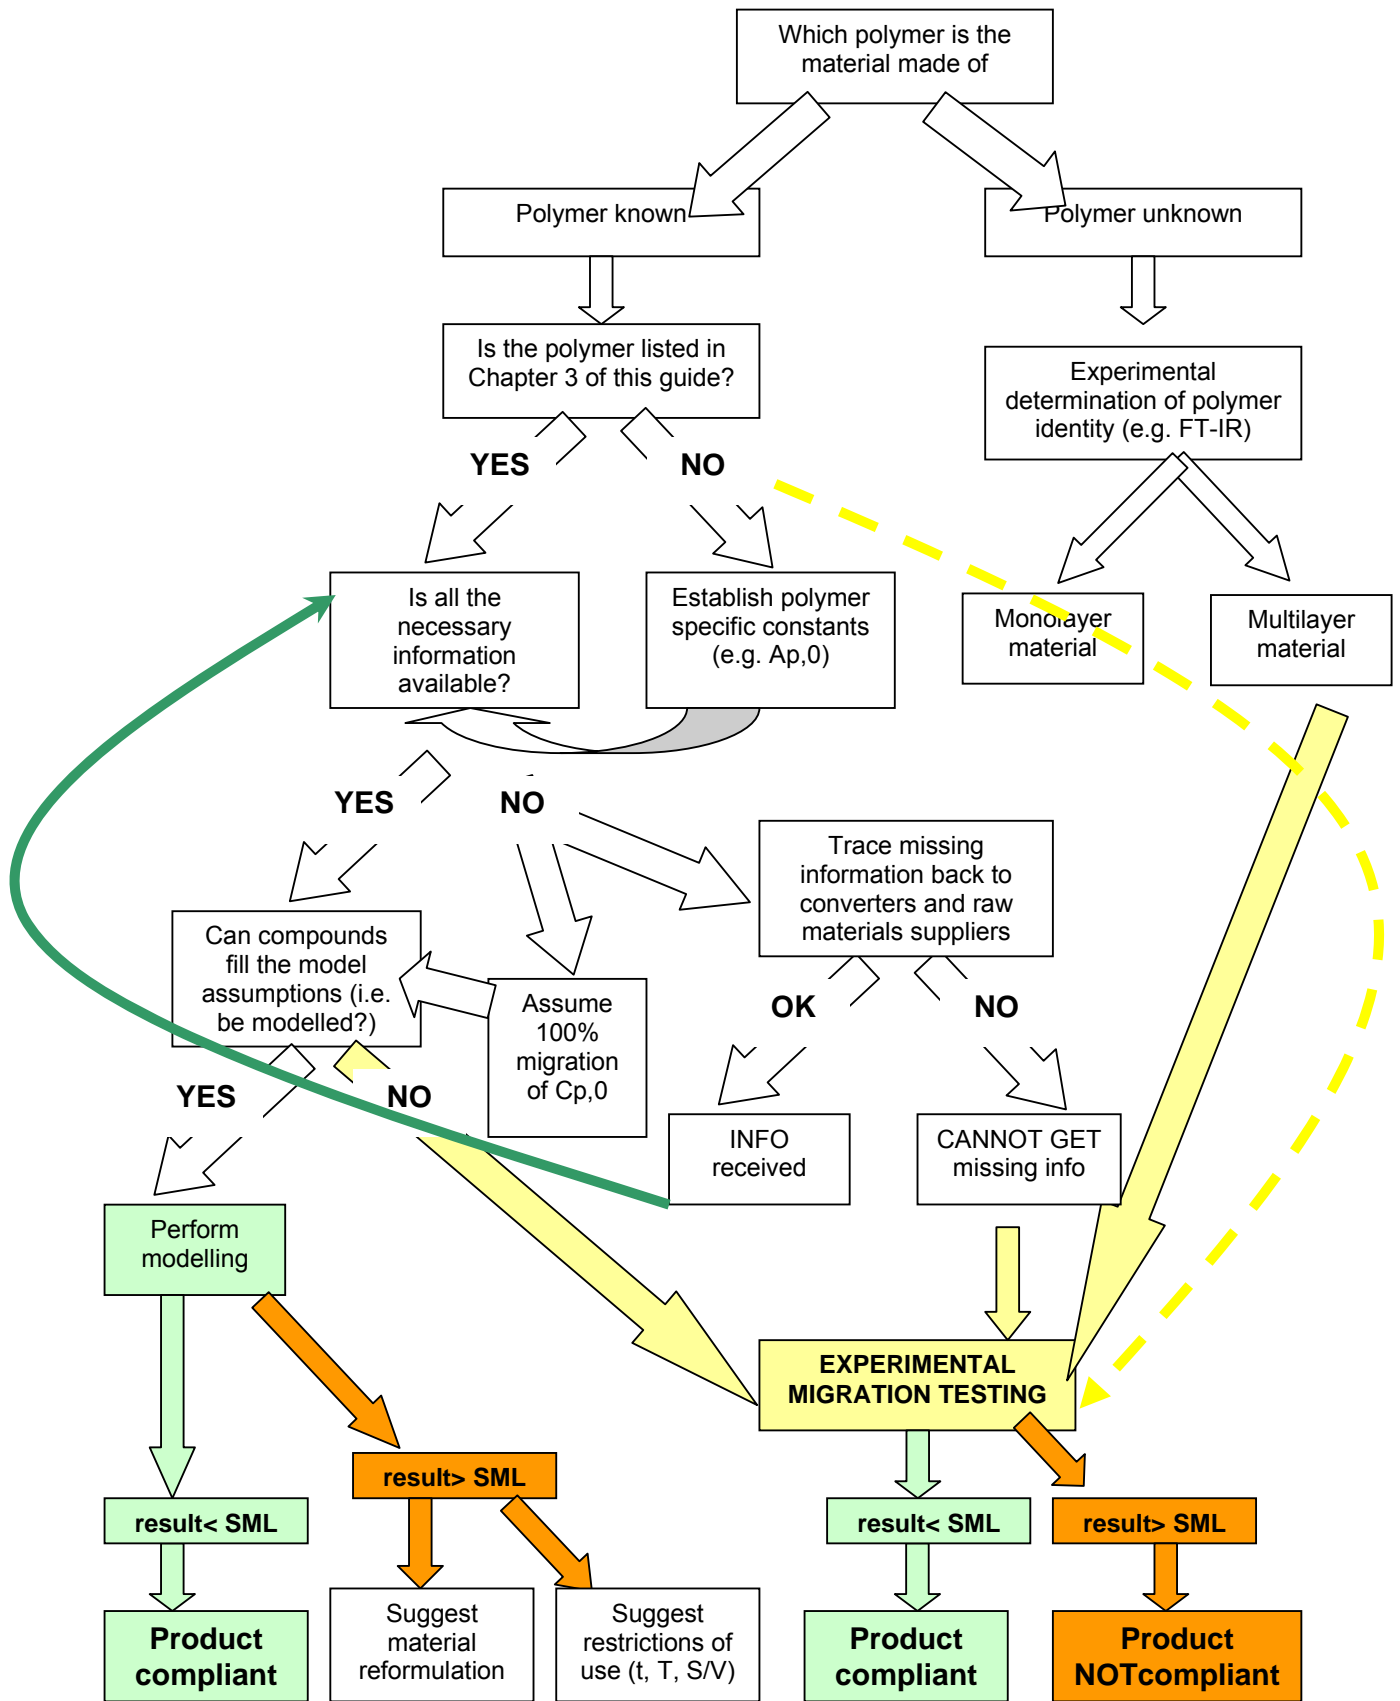 Which polymer is the
material made of
Polymer known
Polymer unknown
Is the polymer listed in
Chapter 3 of this guide?
Experimental
determination of polymer
identity (e.g. FT-IR)
YES
NO
Is all the
necessary
information
available?
Establish polymer
specific constants
(e.g. Ap,0)
Monolayer
material
Multilayer
material
YES
NO
Trace missing
information back to
converters and raw
materials suppliers
Can compounds
fill the model
assumptions (i.e.
be modelled?)
Assume
100%
migration
of Cp,0
OK
NO
YES
NO
INFO
received
CANNOT GET
missing info
Perform
modelling
EXPERIMENTAL
MIGRATION TESTING
result> SML
result< SML
result< SML
result> SML
Product
compliant
Suggest
material
reformulation
Suggest
restrictions of
use (t, T, S/V)
Product
compliant
Product
NOTcompliant